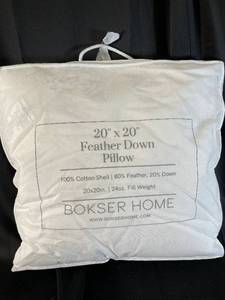 20" x 20"
Feather Down
Pillow
100% Cotton Shell | 80% Feather, 20% Down
20x20in. | 24oz. Fill Weight
BOKSER HOME
WWW.BOKSERHOME.COM